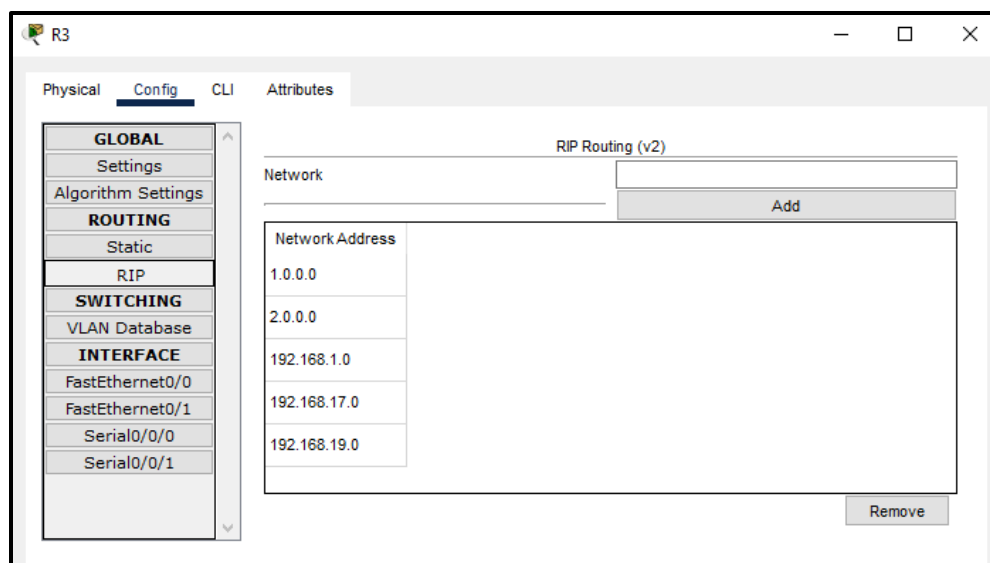 R3
Physical Config CLI Attributes
GLOBAL
Settings
Algorithm Settings
ROUTING
Static
RIP
SWITCHING
VLAN Database
INTERFACE
FastEthernet0/0
FastEthernet0/1
Serial0/0/0
Serial0/0/1
RIP Routing (v2)
Network
Add
Network Address
1.0.0.0
2.0.0.0
192.168.1.0
192.168.17.0
192.168.19.0
Remove